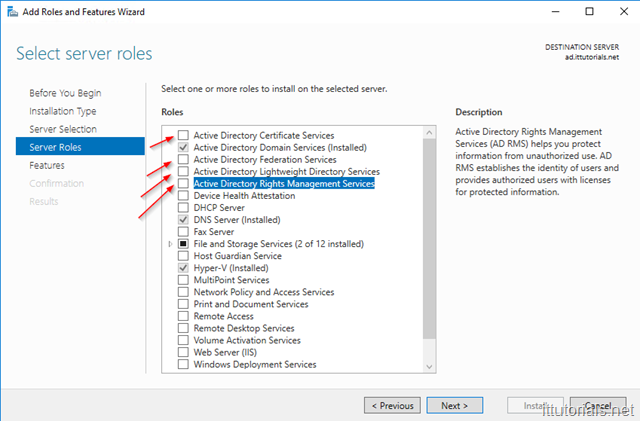 Add Roles and Features Wizard
Select server roles
DESTINATION SERVER
ad.ittutorials.net
Before You Begin
Installation Type
Server Selection
Server Roles
Features
Confirmation
Results
Select one or more roles to install on the selected server.
Roles
Active Directory Certificate Services
Active Directory Domain Services (Installed)
Active Directory Federation Services
Active Directory Lightweight Directory Services
Active Directory Rights Management Services
Device Health Attestation
DHCP Server
DNS Server (Installed)
Fax Server
File and Storage Services (2 of 12 installed)
Host Guardian Service
Hyper-V (Installed)
MultiPoint Services
Network Policy and Access Services
Print and Document Services
Remote Access
Remote Desktop Services
Volume Activation Services
Web Server (IIS)
Windows Deployment Services
Description
Active Directory Rights Management
Services (AD RMS) helps you protect
information from unauthorized use. AD
RMS establishes the identity of users and
provides authorized users with licenses
for protected information.
< Previous
Next >
Install
Cancel
ittutorials.net